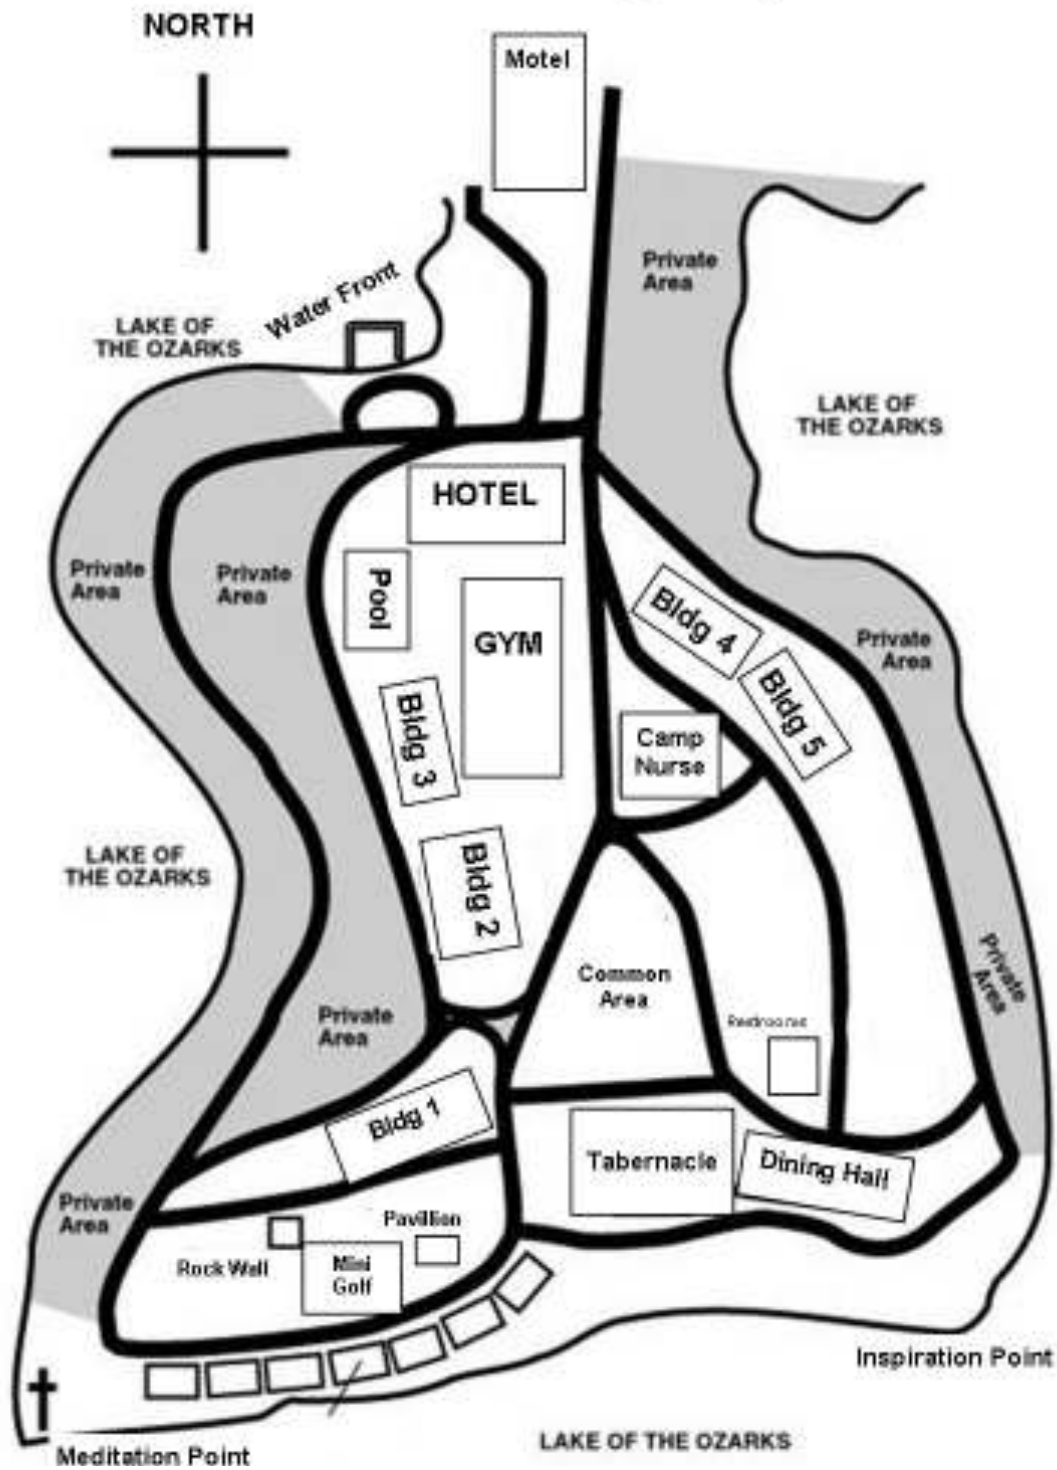 NORTH
Motel
Private
Area
Water Front
LAKE OF
THE OZARKS
LAKE OF
THE OZARKS
HOTEL
Private
Area
Private
Area
Pool
GYM
Bldg 4
Private
Area
Bldg 5
Bldg 3
Camp
Nurse
LAKE OF
THE OZARKS
Bldg 2
Common
Area
Private
Area
Private
Area
Restrooms
Bldg 1
Tabernacle
Dining Hall
Private
Area
Pavillion
Rock Wall
Mini
Golf
Inspiration Point
LAKE OF THE OZARKS
Meditation Point